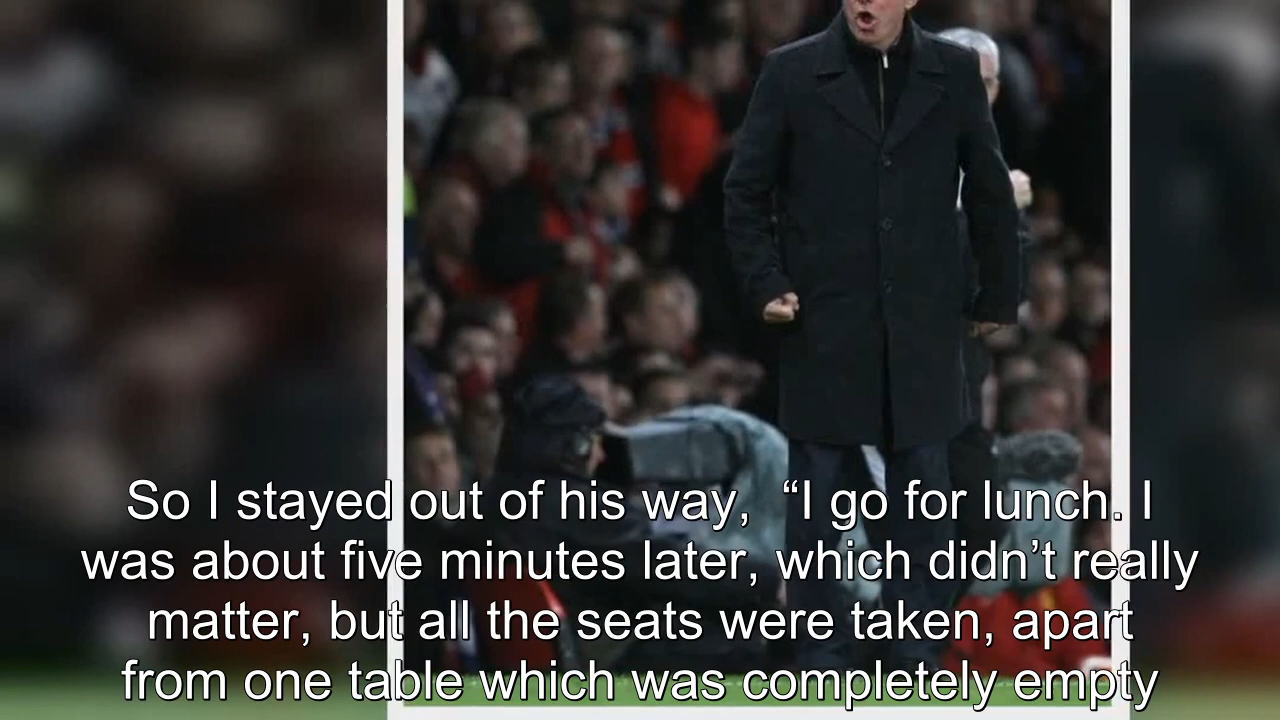 So I stayed out of his way,   “I go for lunch. I
was about five minutes later, which didn’t really
matter, but all the seats were taken, apart
from one table which was completely empty